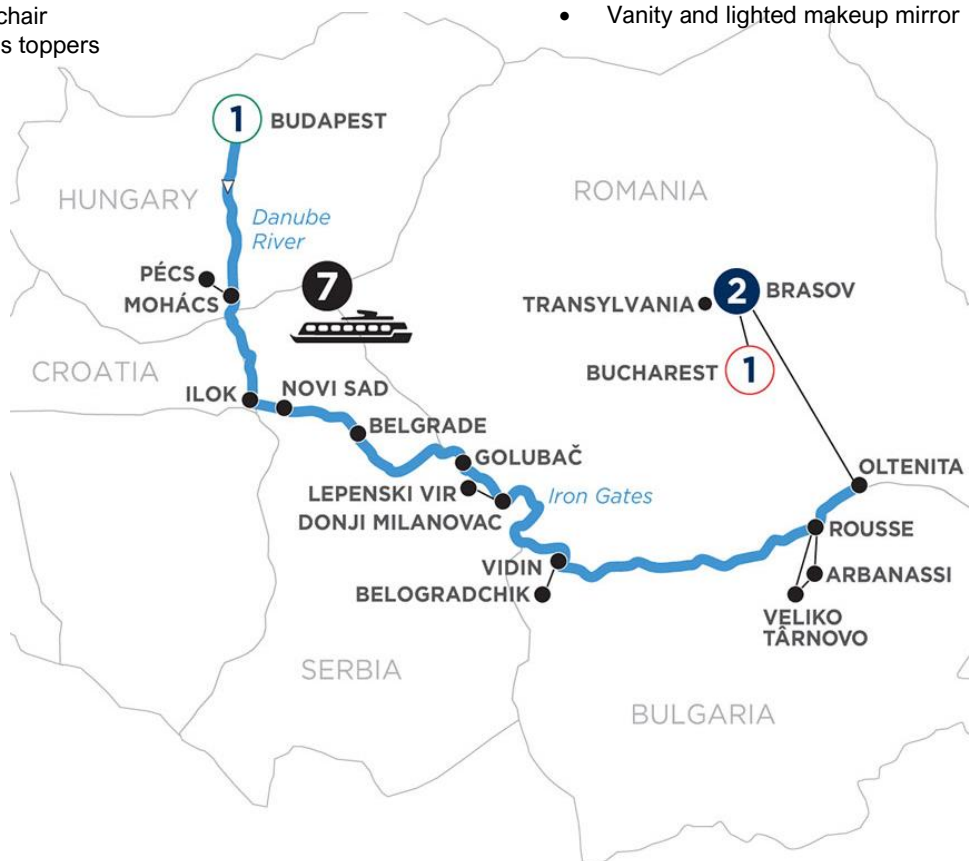 chair
s toppers
• Vanity and lighted makeup mirror
1 BUDAPEST
HUNGARY
ROMANIA
Danube
River
PÉCS
MOHÁCS
7
TRANSYLVANIA
2 BRASOV
CROATIA
BUCHAREST 1
ILOK
NOVI SAD
BELGRADE
GOLUBAČ
OLTENITA
LEPENSKI VIR
Iron Gates
DONJI MILANOVAC
ROUSSE
VIDIN
ARBANASSI
BELOGRADCHIK
VELIKO
TÂRNOVO
SERBIA
BULGARIA